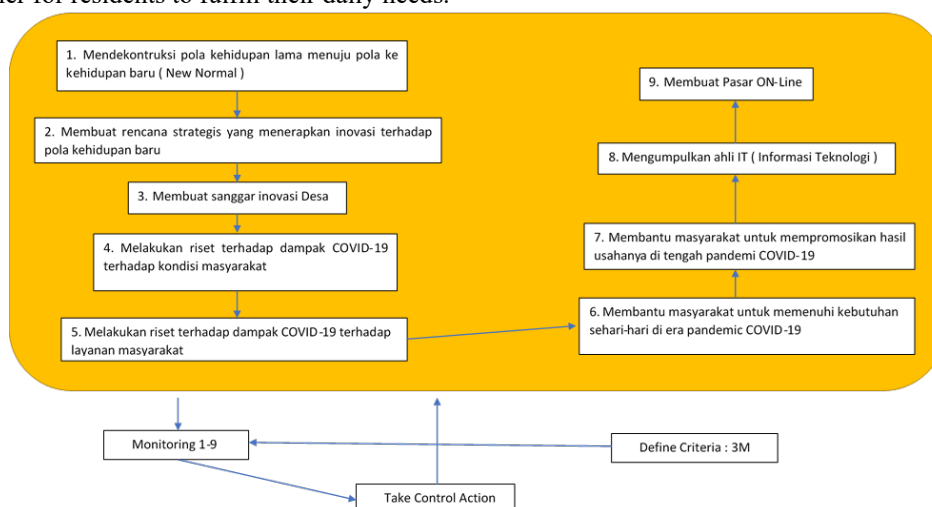 for residents to fulfill their daily needs.
1. Mendekontruksi pola kehidupan lama menuju pola ke
kehidupan baru ( New Normal )
2. Membuat rencana strategis yang menerapkan inovasi terhadap
pola kehidupan baru
3. Membuat sanggar inovasi Desa
4. Melakukan riset terhadap dampak COVID-19
terhadap kondisi masyarakat
5. Melakukan riset terhadap dampak COVID-19 terhadap
layanan masyarakat
6. Membantu masyarakat untuk memenuhi kebutuhan
sehari-hari di era pandemic COVID-19
7. Membantu masyarakat untuk mempromosikan hasil
usahanya di tengah pandemi COVID-19
8. Mengumpulkan ahli IT ( Informasi Teknologi )
9. Membuat Pasar ON-Line
Monitoring 1-9
Define Criteria : 3M
Take Control Action